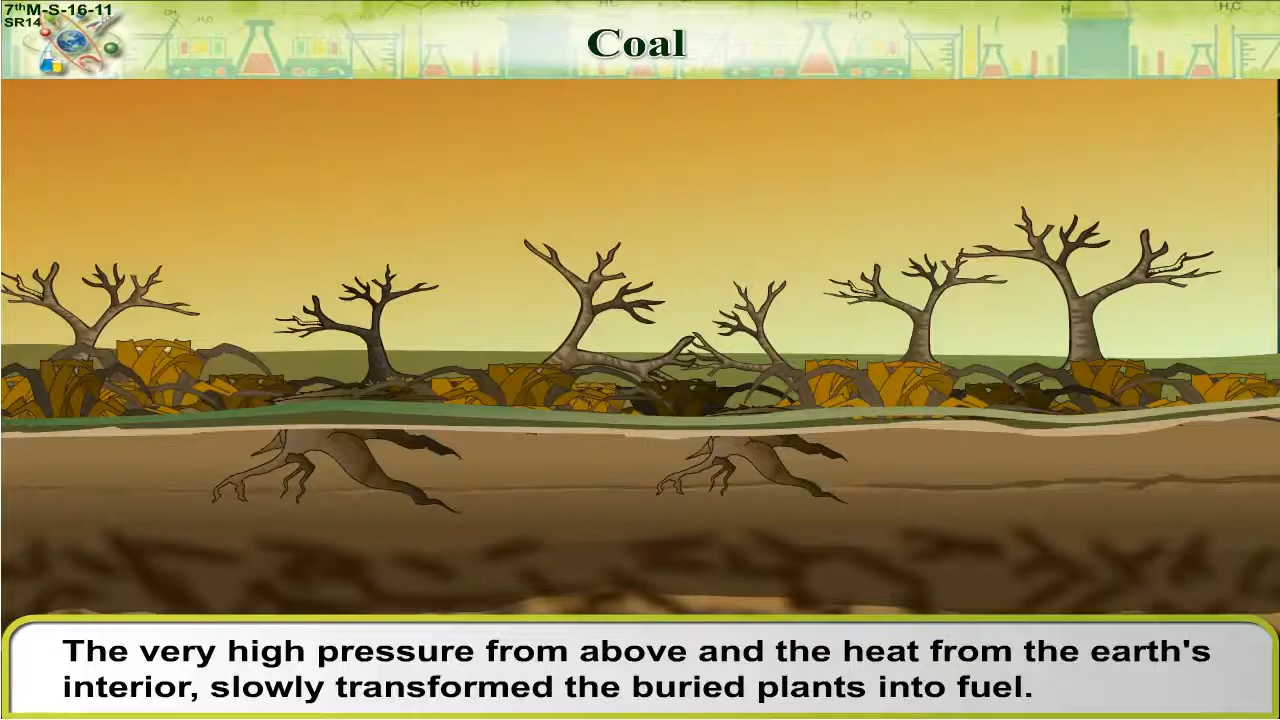 7thM-S-16-11
SR14
Coal
The very high pressure from above and the heat from the earth's
interior, slowly transformed the buried plants into fuel.